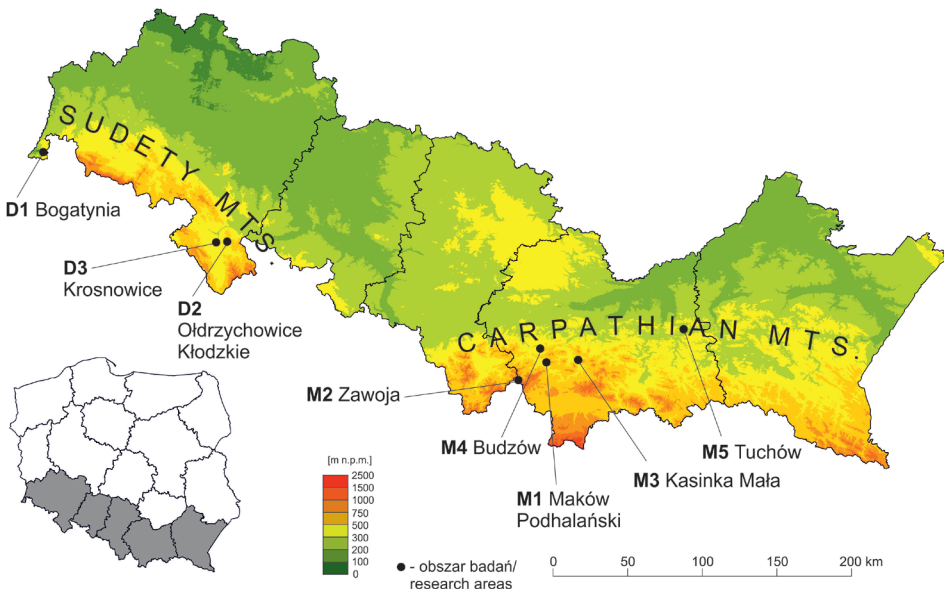 SUDETY MTS.
D1 Bogatynia
D3
Krosnowice
D2
Ołdrzychowice
Kłodzkie
CARPATHIAN MTS.
M2 Zawoja
M4 Budzów
M5 Tuchów
M3 Kasinka Mała
M1 Maków
Podhalański
[m n.p.m.]
2500
1500
1000
700
500
300
200
100
0
● - obszar badań/
research areas
0 50 100 150 200 km